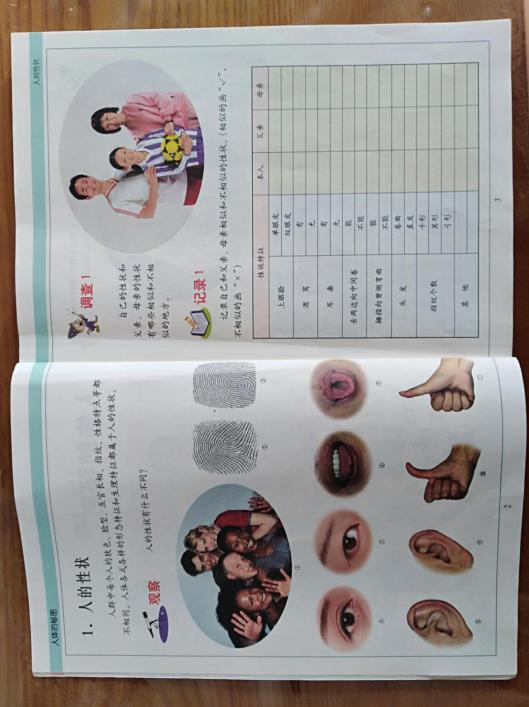 人体的秘密
1. 人的性状
人群中每个人的肤色、脸型、五官长相、指纹、性格特点等都
不相同。人体各式各样的形态特征和生理特征都属于人的性状。
观察
人的性状有什么不同?
①
②
③
④
⑤
⑥
⑦
⑧
2
人的性状
调查1
自己的性状和
父亲、母亲的性状
有哪些相似和不相
似的地方。
记录1
记录自己和父亲、母亲相似和不相似的性状。(相似的画“√”,
不相似的画“×”)
性状特征 本人 父亲 母亲
上眼睑 单眼皮
双眼皮
酒窝 有
无
耳垂 有
无
舌两边向中间卷 能
不能
拇指向背侧弯曲 能
不能
头发 卷曲
直发
指纹个数 斗形
箕形
弓形
其他
3